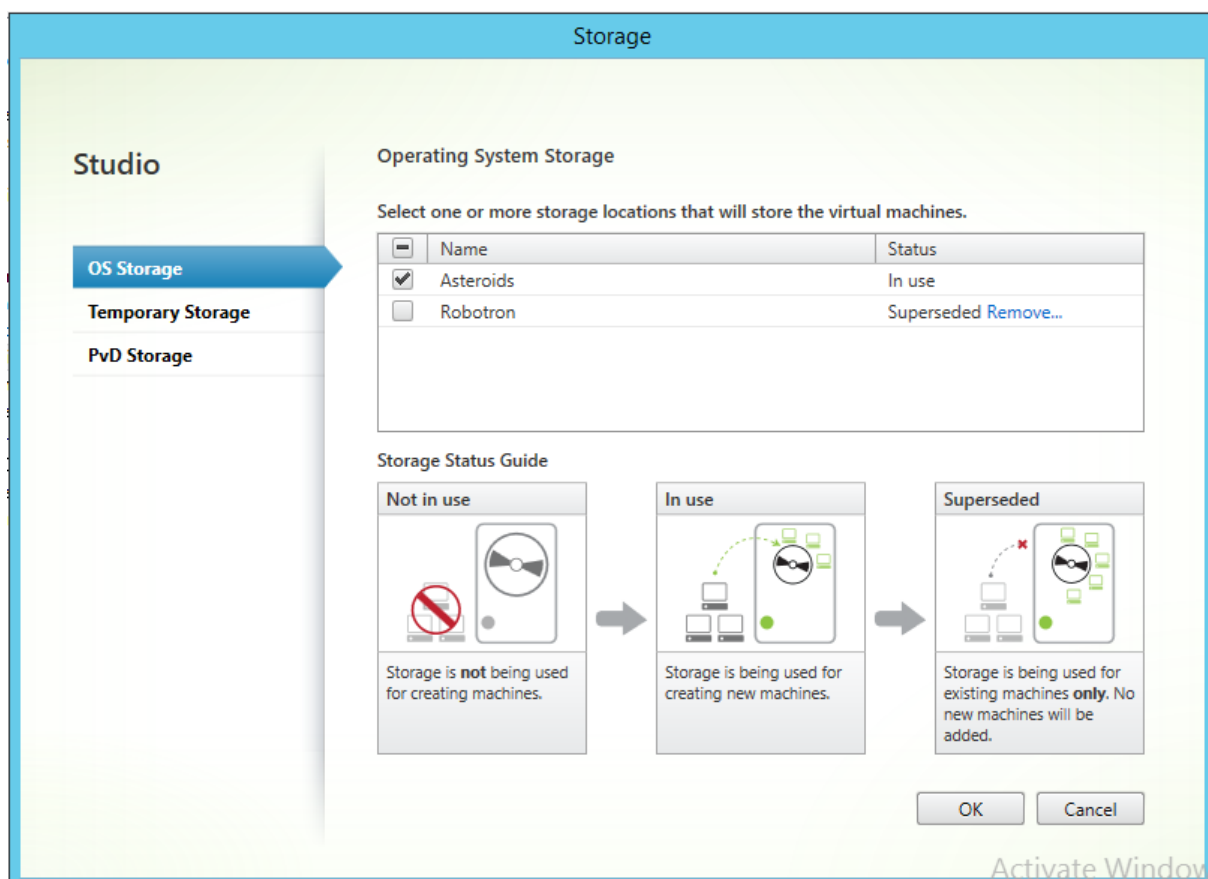 Storage
Studio
OS Storage
Temporary Storage
PvD Storage
Operating System Storage
Select one or more storage locations that will store the virtual machines.
Name Status
Asteroids In use
Robotron Superseded Remove...
Storage Status Guide
Not in use
Storage is not being used
for creating machines.
In use
Storage is being used for
creating new machines.
Superseded
Storage is being used for
existing machines only. No
new machines will be
added.
OK Cancel
Activate Window